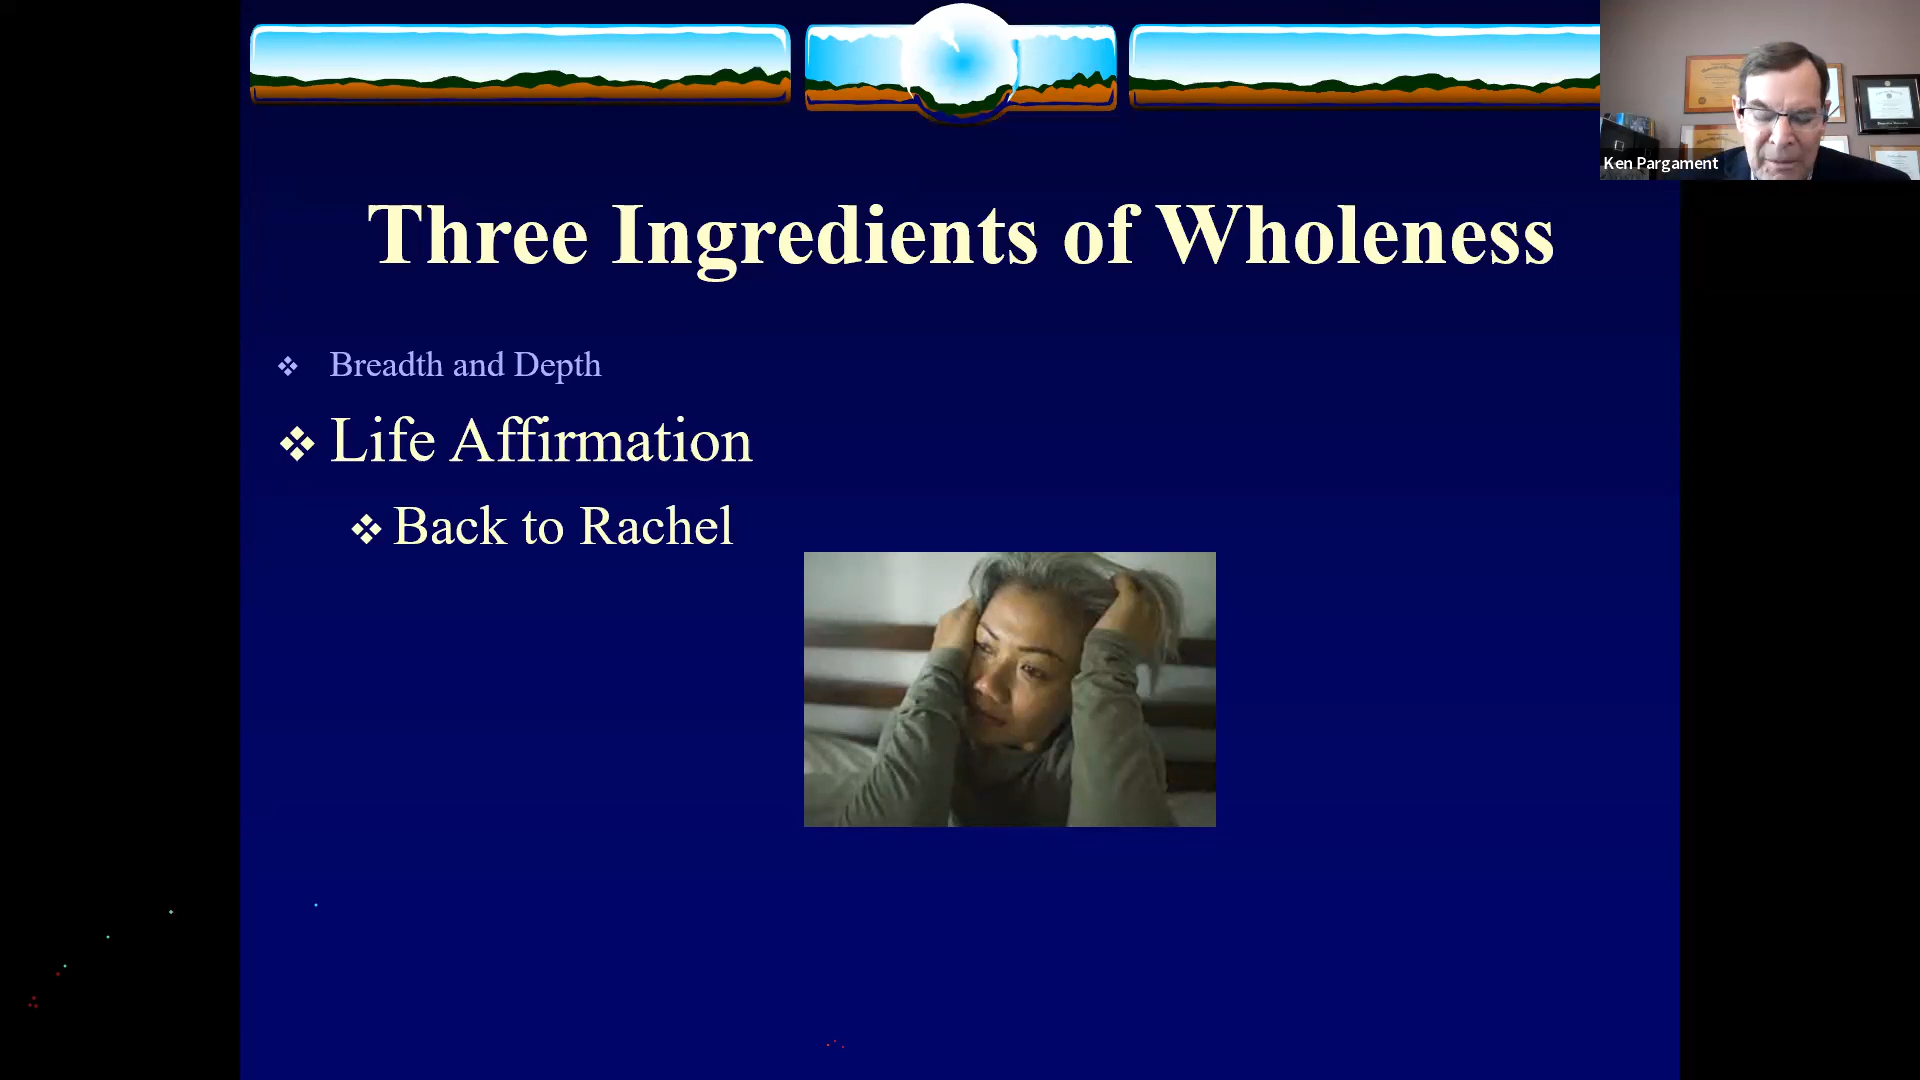 Ken Pargament
Three Ingredients of Wholeness
Breadth and Depth
Life Affirmation
Back to Rachel